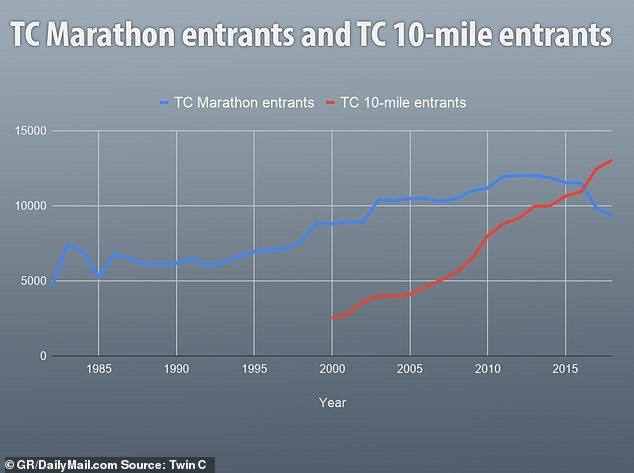 TC Marathon entrants and TC 10-mile entrants
TC Marathon entrants TC 10-mile entrants
15000
10000
5000
0
1985 1990 1995 2000 2005 2010 2015
Year
© GR/DailyMail.com Source: Twin C